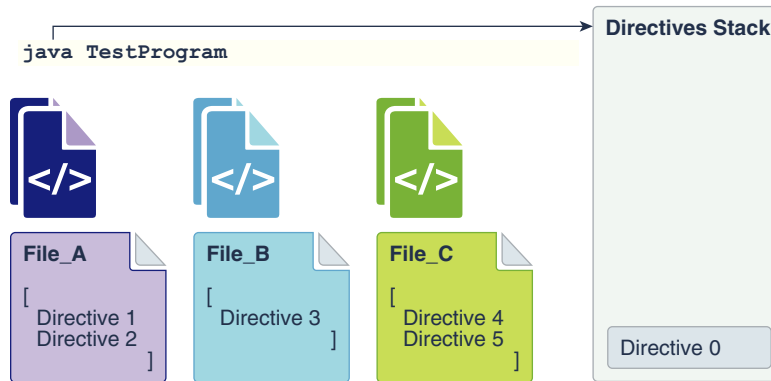 Directives Stack
java TestProgram
</>
</>
</>
File_A
[
Directive 1
Directive 2
]
File_B
[
Directive 3
]
File_C
[
Directive 4
Directive 5
]
Directive 0